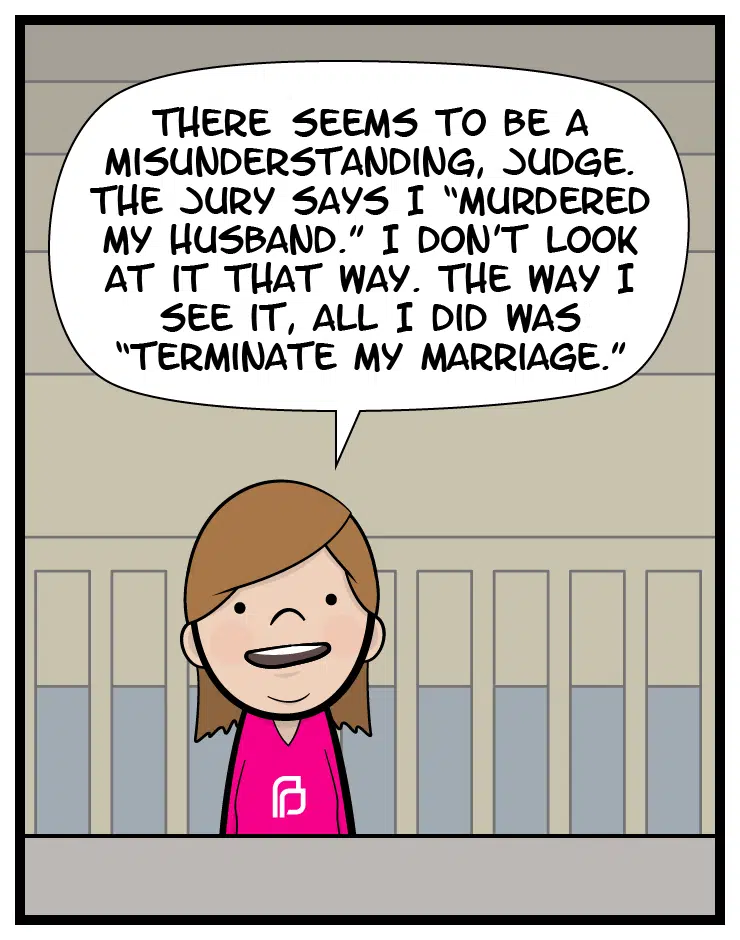 THERE SEEMS TO BE A
MISUNDERSTANDING, JUDGE.
THE JURY SAYS I "MURDERED
MY HUSBAND." I DON'T LOOK
AT IT THAT WAY. THE WAY I
SEE IT, ALL I DID WAS
"TERMINATE MY MARRIAGE."